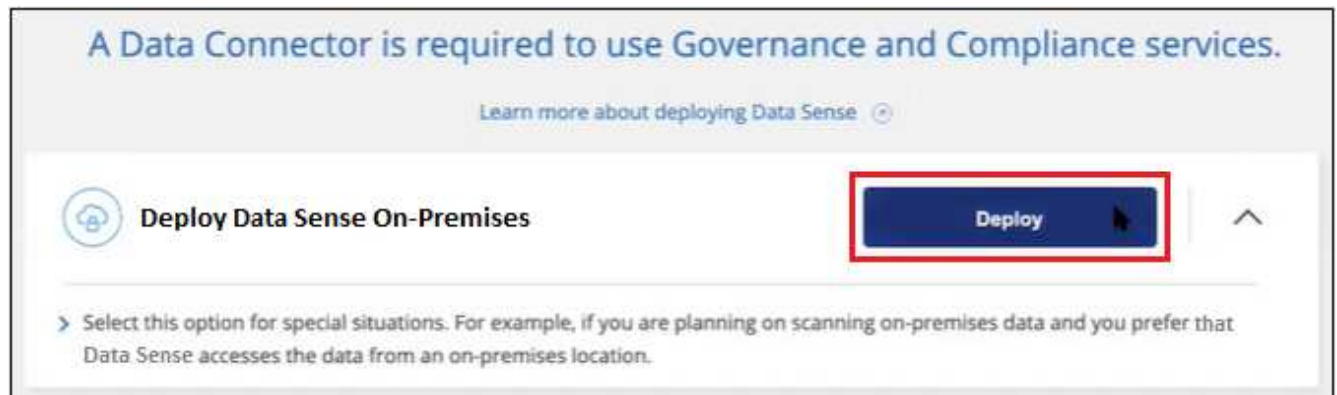 A Data Connector is required to use Governance and Compliance services.
Learn more about deploying Data Sense
Deploy Data Sense On-Premises
Deploy
Select this option for special situations. For example, if you are planning on scanning on-premises data and you prefer that
Data Sense accesses the data from an on-premises location.